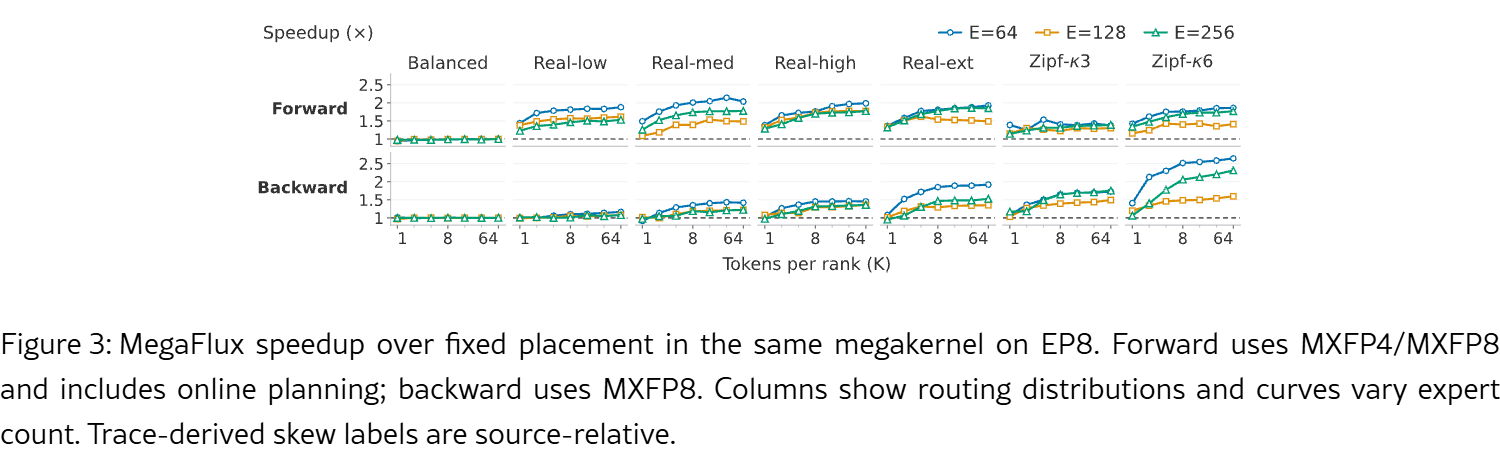 Speedup (×) E=64 E=128 E=256
Balanced Real-low Real-med Real-high Real-ext Zipf-κ3 Zipf-κ6
Forward
2.5
2
1.5
1
Backward
2.5
2
1.5
1
1 8 64 1 8 64 1 8 64 1 8 64 1 8 64 1 8 64 1 8 64
Tokens per rank (K)
Figure 3: MegaFlux speedup over fixed placement in the same megakernel on EP8. Forward uses MXFP4/MXFP8
and includes online planning; backward uses MXFP8. Columns show routing distributions and curves vary expert
count. Trace-derived skew labels are source-relative.